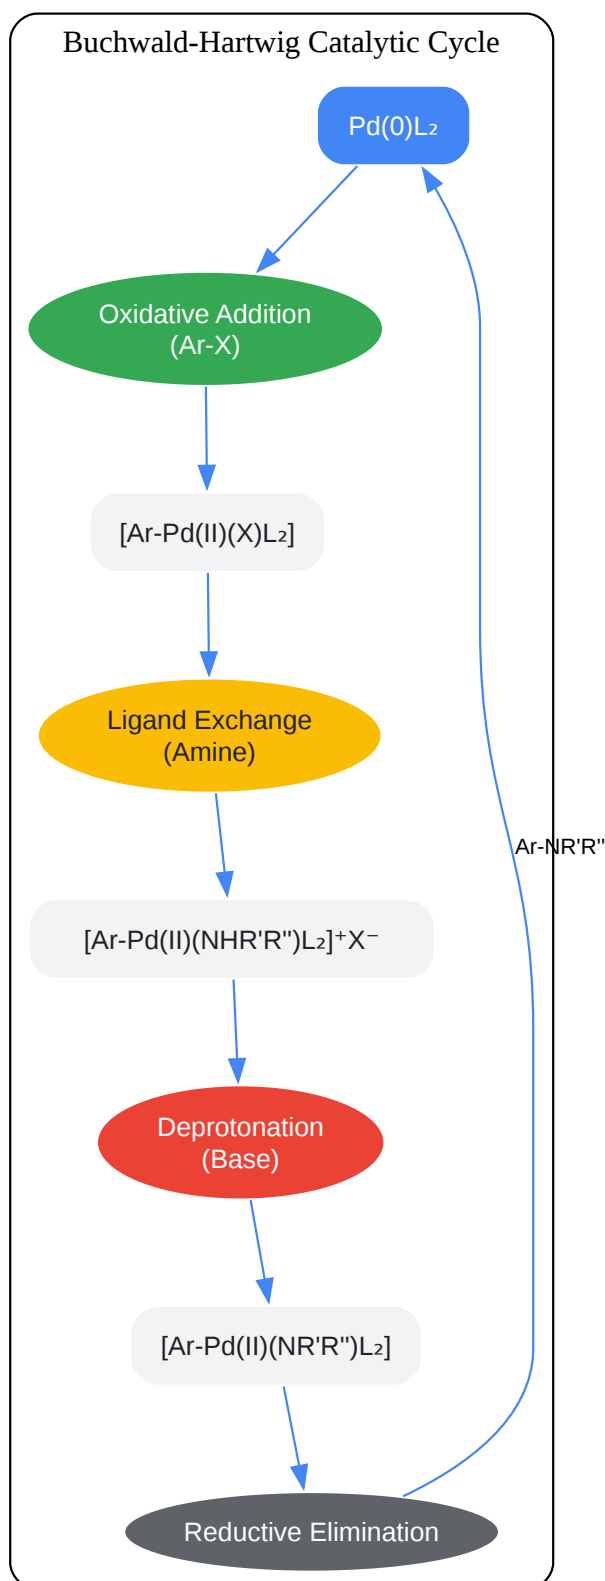 Buchwald-Hartwig Catalytic Cycle
Pd(0)L₂
Oxidative Addition
(Ar-X)
[Ar-Pd(II)(X)L₂]
Ligand Exchange
(Amine)
Ar-NR'R''
[Ar-Pd(II)(NHR'R'')L₂]⁺X⁻
Deprotonation
(Base)
[Ar-Pd(II)(NR'R'')L₂]
Reductive Elimination